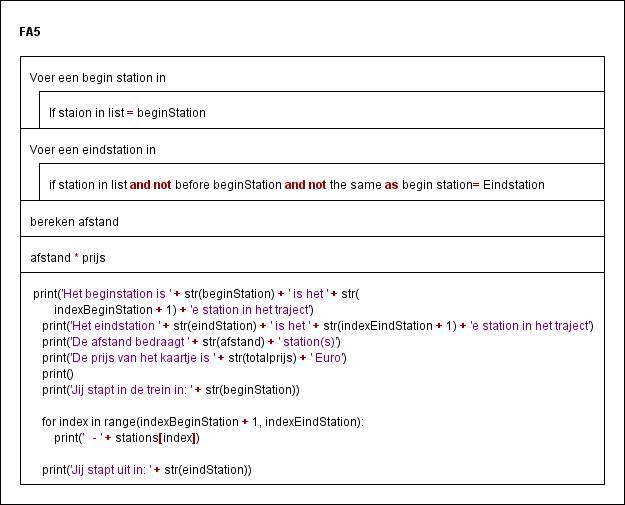 FA5
Voer een begin station in
If staion in list = beginStation
Voer een eindstation in
if station in list and not before beginStation and not the same as begin station= Eindstation
bereken afstand
afstand * prijs
print('Het beginstation is ' + str(beginStation) + ' is het ' + str(
indexBeginStation + 1) + 'e station in het traject')
print('Het eindstation ' + str(eindStation) + ' is het ' + str(indexEindStation + 1) + 'e station in het traject')
print('De afstand bedraagt ' + str(afstand) + ' station(s)')
print('De prijs van het kaartje is ' + str(totalprijs) + ' Euro')
print()
print('Jij stapt in de trein in: ' + str(beginStation))
for index in range(indexBeginStation + 1, indexEindStation):
print('  - ' + stations[index])
print('Jij stapt uit in: ' + str(eindStation))